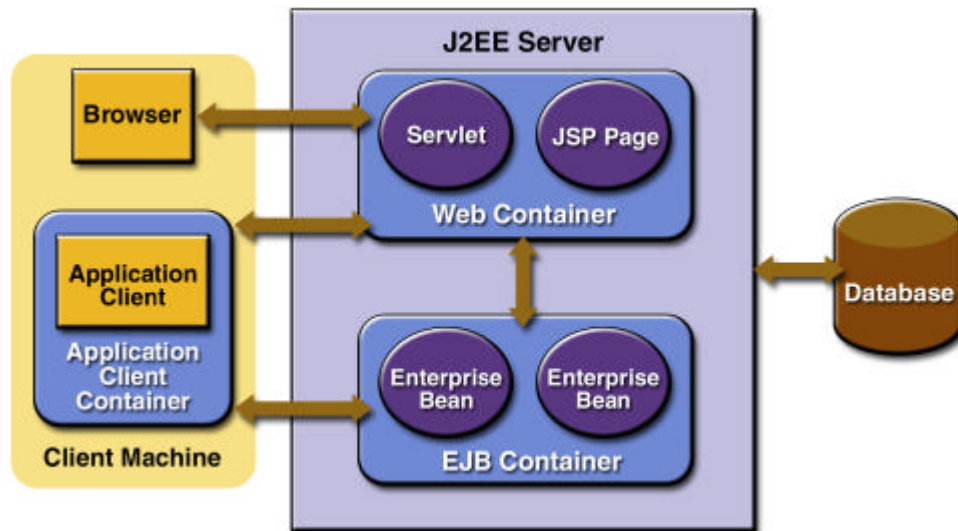 J2EE Server
Browser
Servlet
JSP Page
Web Container
Application
Client
Application
Client
Container
Client Machine
Enterprise
Bean
Enterprise
Bean
EJB Container
Database